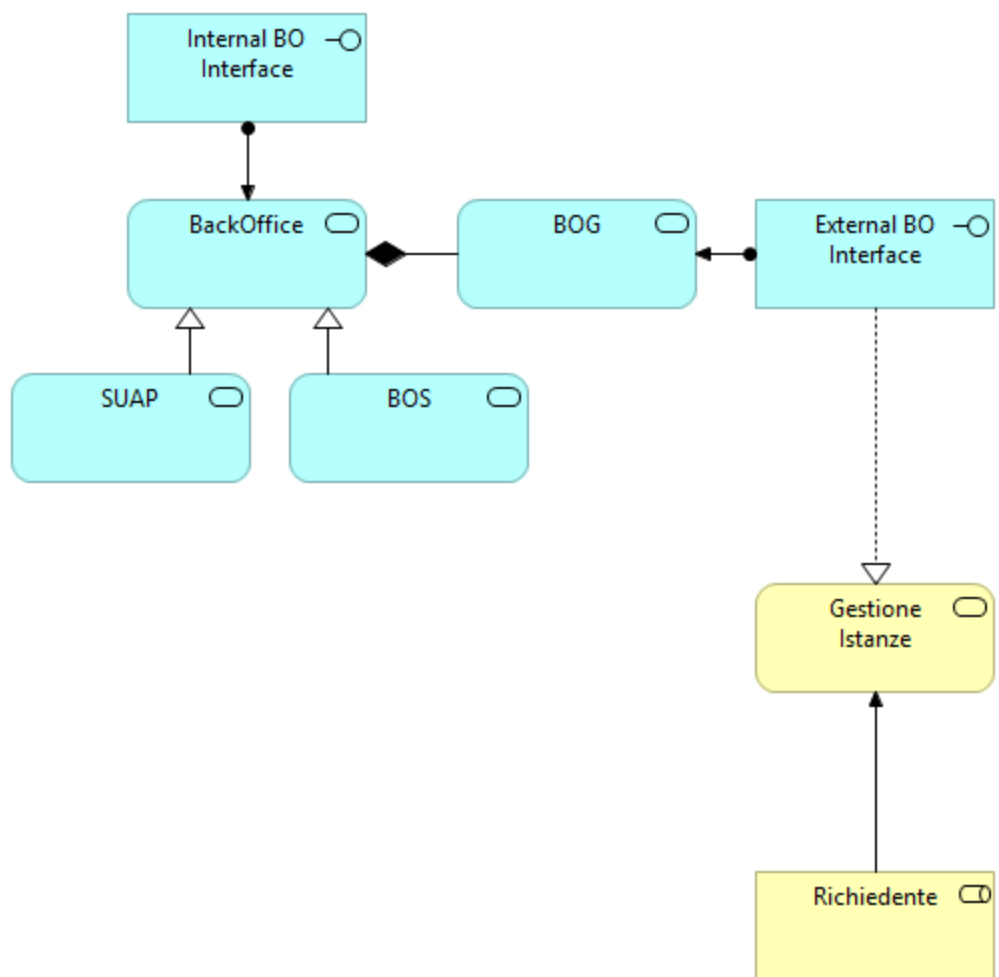 Internal BO
Interface
BackOffice
BOG
External BO
Interface
SUAP
BOS
Gestione
Istanze
Richiedente